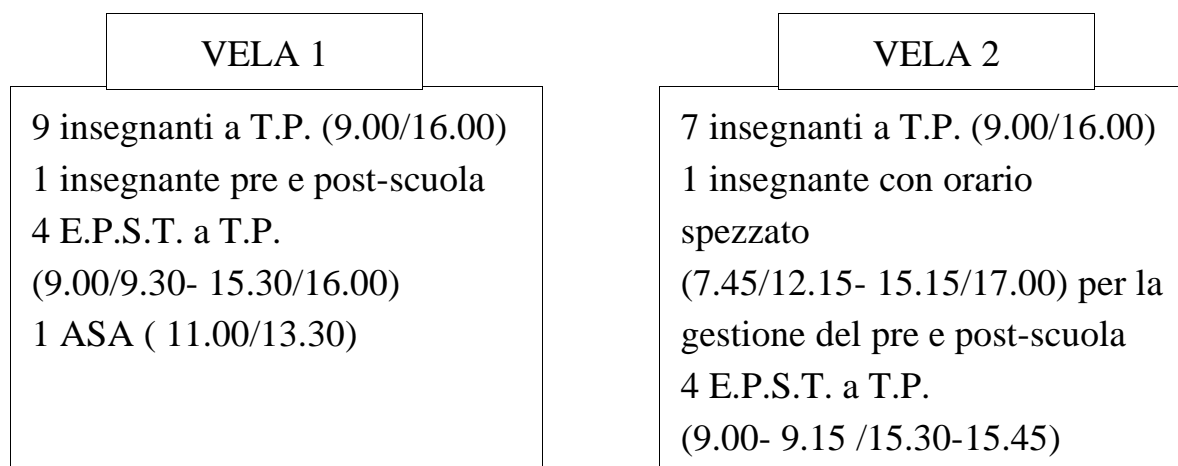 VELA 1
9 insegnanti a T.P. (9.00/16.00)
1 insegnante pre e post-scuola
4 E.P.S.T. a T.P.
(9.00/9.30- 15.30/16.00)
1 ASA ( 11.00/13.30)
VELA 2
7 insegnanti a T.P. (9.00/16.00)
1 insegnante con orario
spezzato
(7.45/12.15- 15.15/17.00) per la
gestione del pre e post-scuola
4 E.P.S.T. a T.P.
(9.00- 9.15 /15.30-15.45)